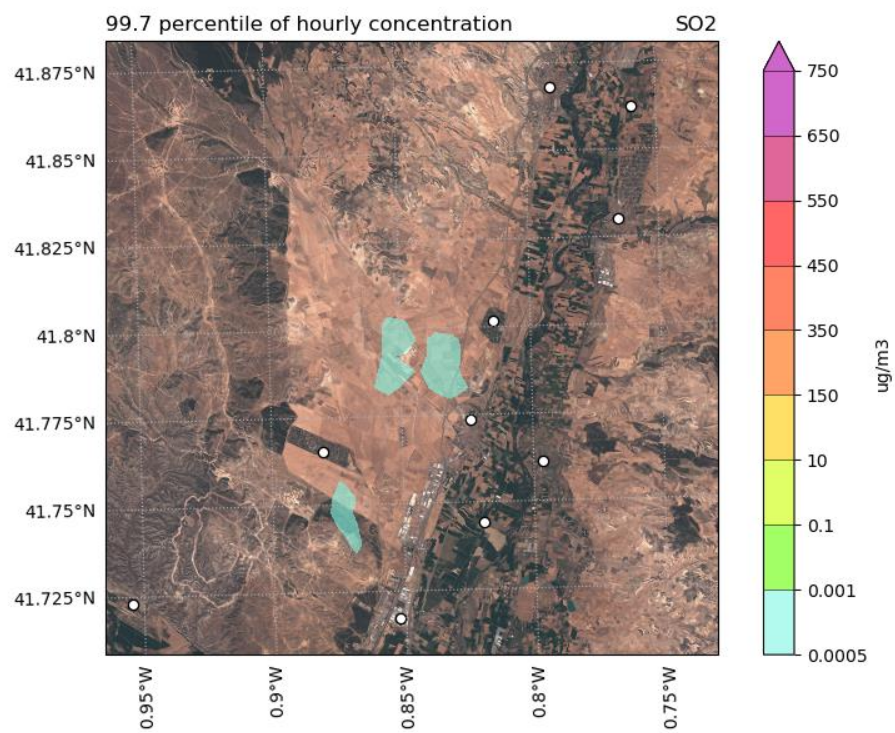 99.7 percentile of hourly concentration SO2
41.875°N
41.85°N
41.825°N
41.8°N
41.775°N
41.75°N
41.725°N
0.95°W
0.9°W
0.85°W
0.8°W
0.75°W
750
650
550
450
350
150
10
0.1
0.001
0.0005
ug/m3